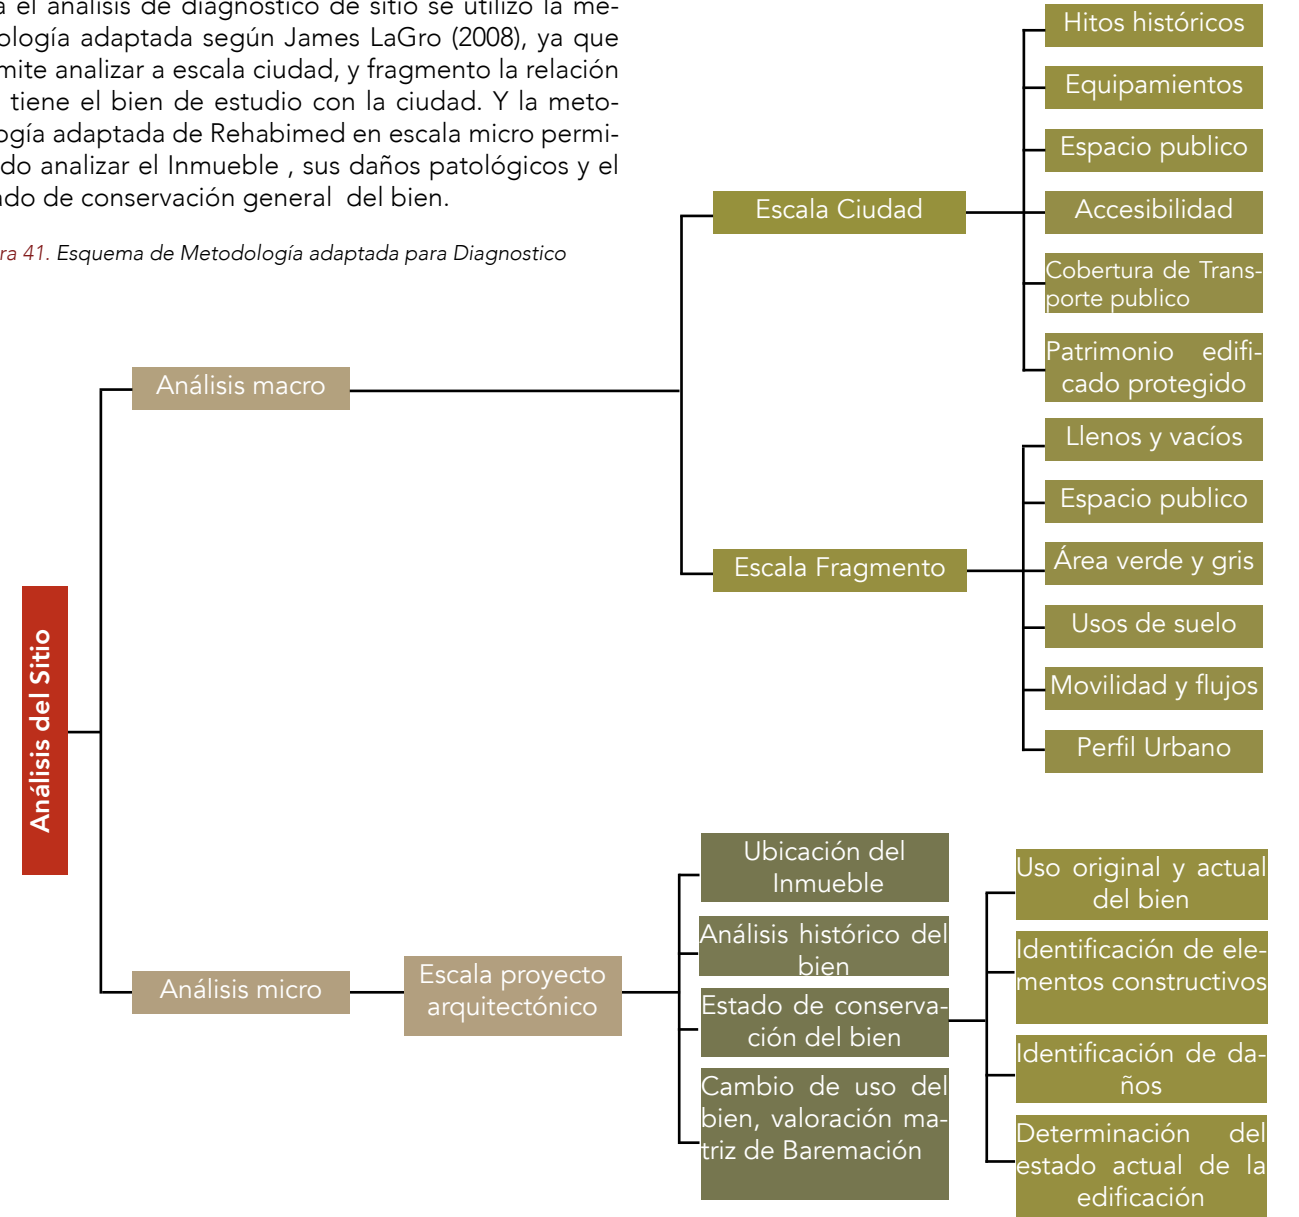 el análisis de diagnostico de sitio se utilizo la me-
ología adaptada según James LaGro (2008), ya que
mite analizar a escala ciudad, y fragmento la relación
tiene el bien de estudio con la ciudad. Y la meto-
ogía adaptada de Rehabimed en escala micro permi-
do analizar el Inmueble , sus daños patológicos y el
ado de conservación general del bien.
ra 41. Esquema de Metodología adaptada para Diagnostico
Análisis del Sitio
Análisis macro
Escala Ciudad
Hitos históricos
Equipamientos
Espacio publico
Accesibilidad
Cobertura de Trans-
porte publico
Patrimonio edifi-
cado protegido
Escala Fragmento
Llenos y vacíos
Espacio publico
Área verde y gris
Usos de suelo
Movilidad y flujos
Perfil Urbano
Análisis micro
Escala proyecto
arquitectónico
Ubicación del
Inmueble
Análisis histórico del
bien
Estado de conserva-
ción del bien
Cambio de uso del
bien, valoración ma-
triz de Baremación
Uso original y actual
del bien
Identificación de ele-
mentos constructivos
Identificación de da-
ños
Determinación del
estado actual de la
edificación